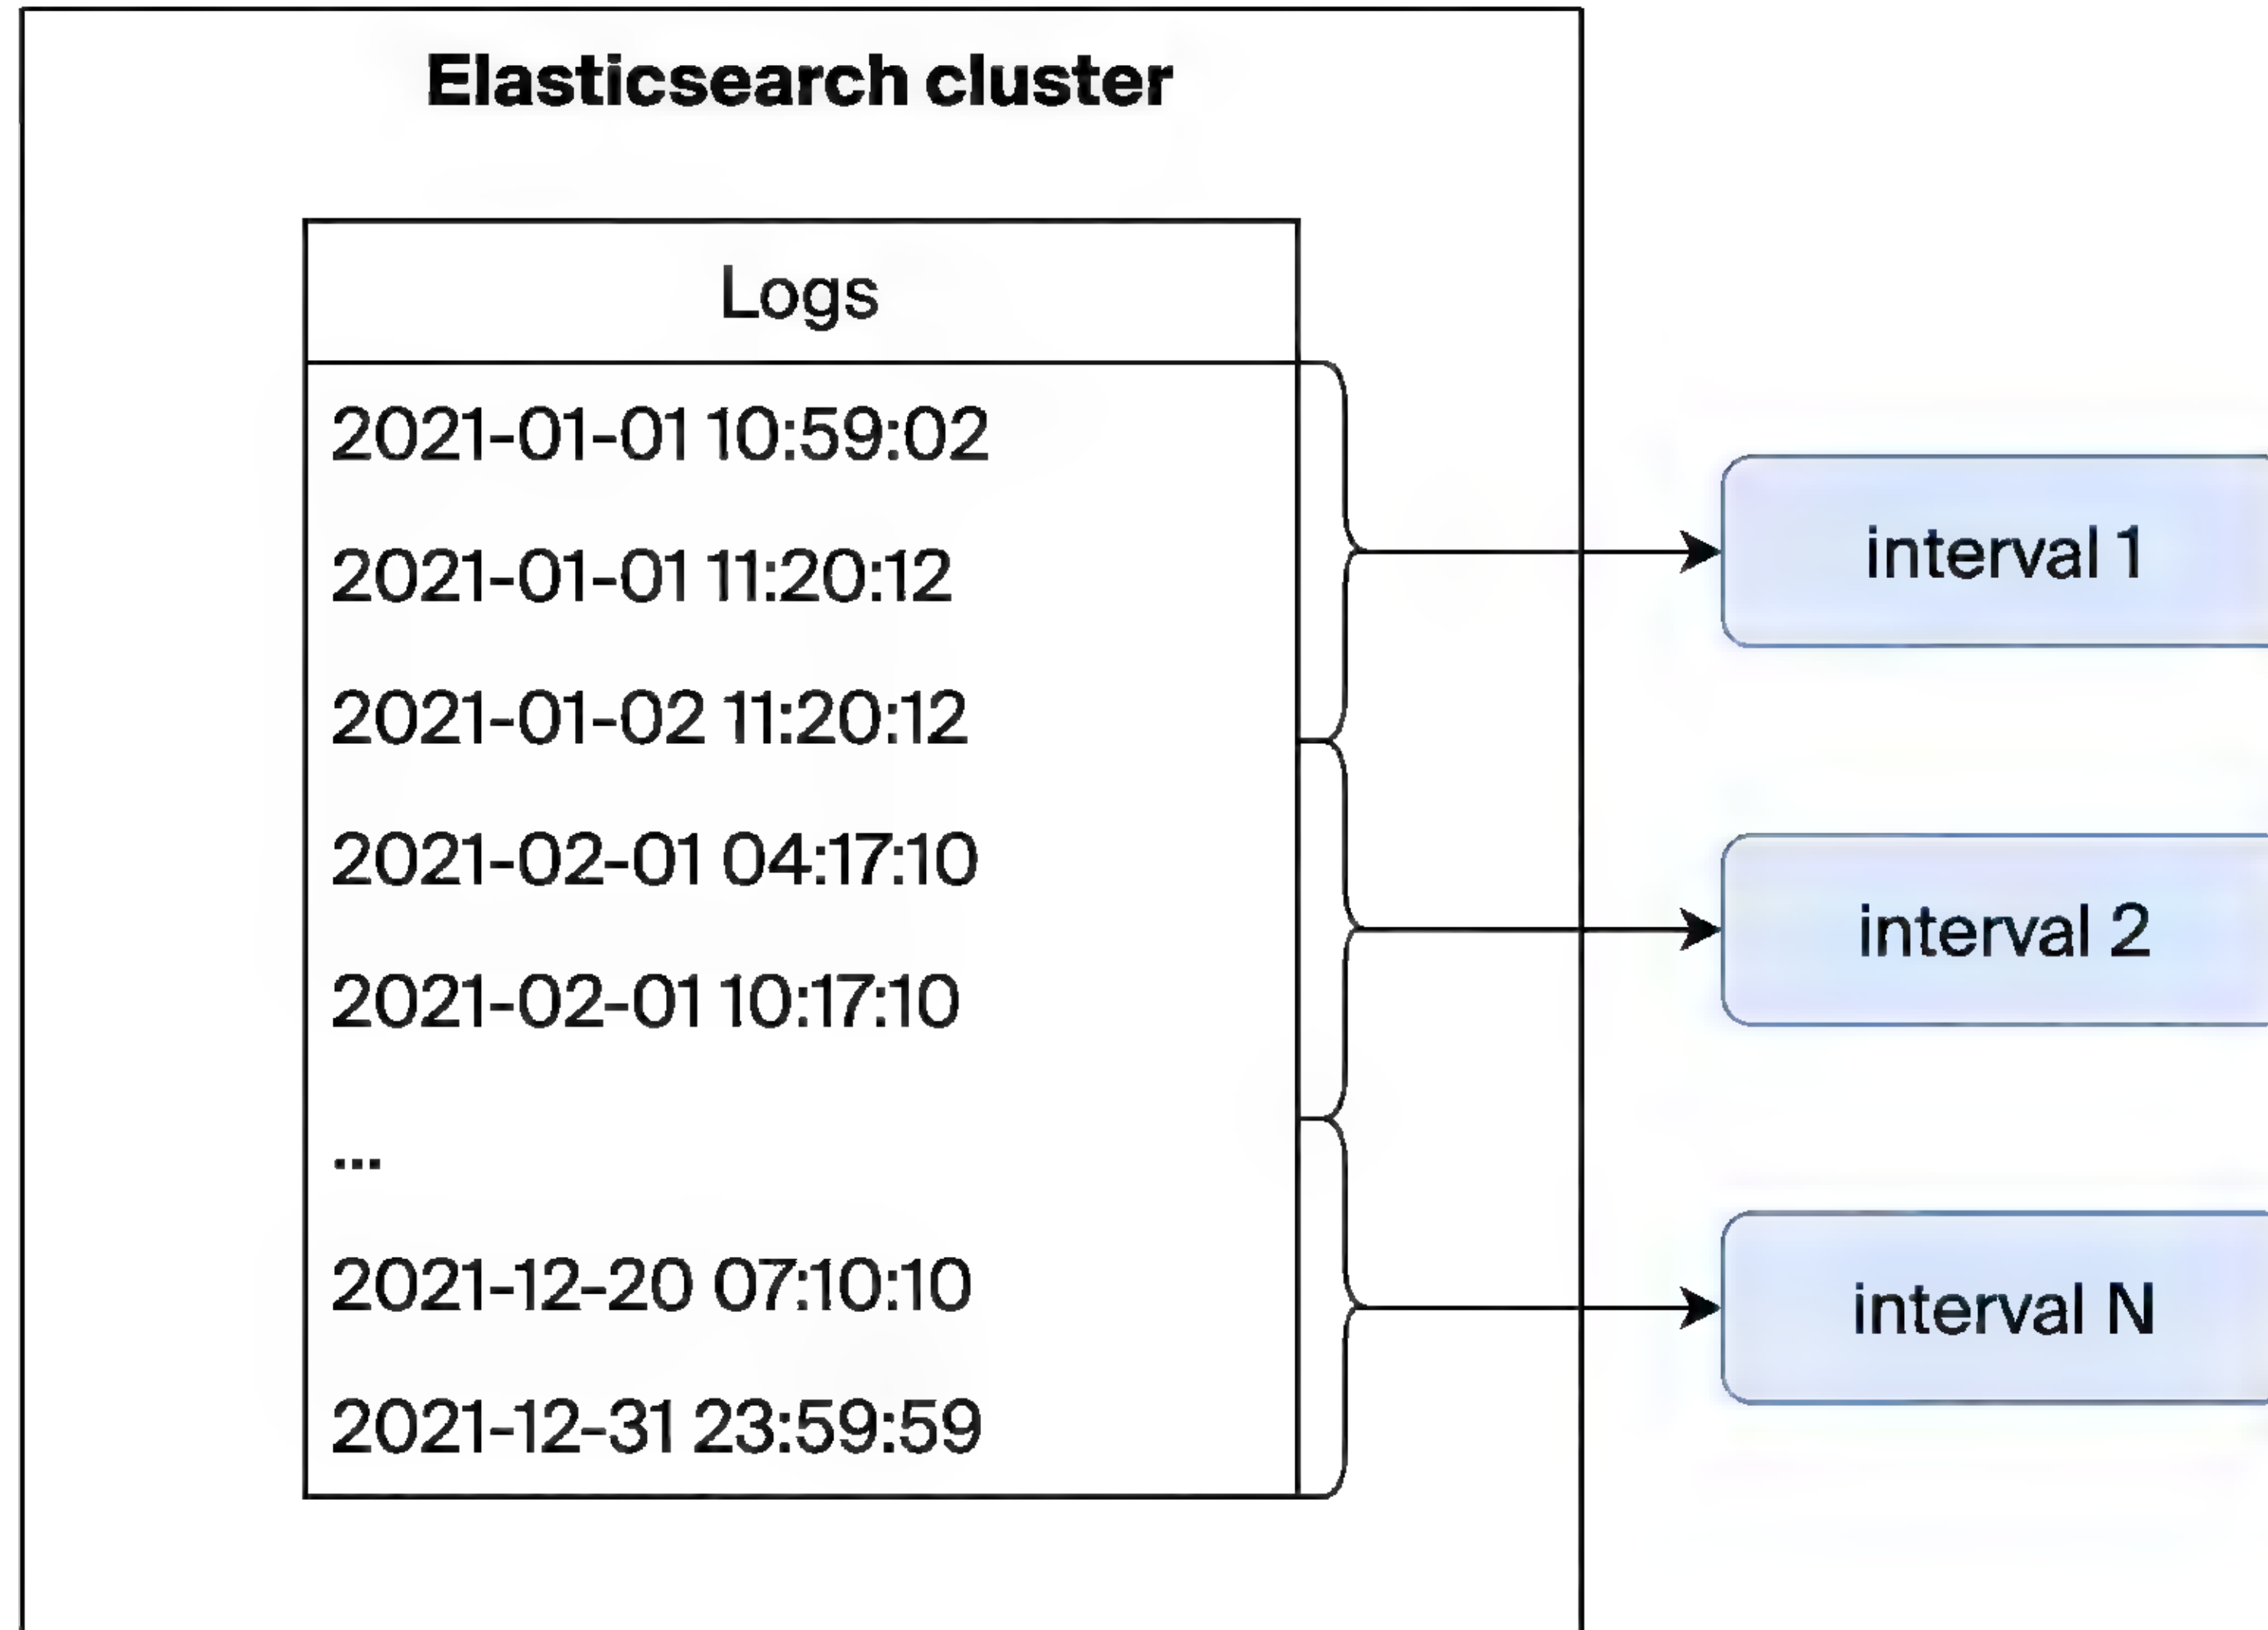 Elasticsearch cluster
Logs
2021-01-01 10:59:02
2021-01-01 11:20:12
2021-01-02 11:20:12
2021-02-01 04:17:10
2021-02-01 10:17:10
...
2021-12-20 07:10:10
2021-12-31 23:59:59
interval 1
interval 2
interval N